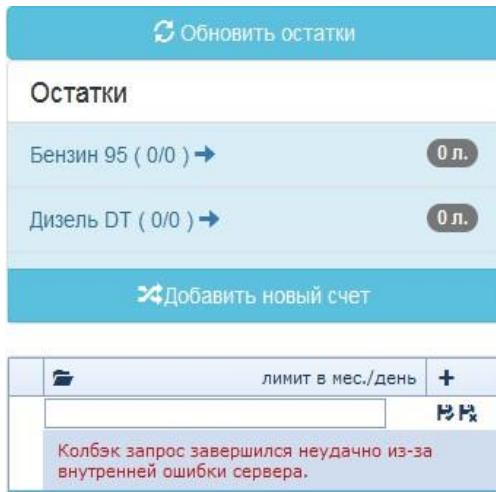 Обновить остатки
Остатки
Бензин 95 ( 0/0 )
0 л.
Дизель DT ( 0/0 )
0 л.
Добавить новый счет
лимит в мес./день
Колбэк запрос завершился неудачно из-за
внутренней ошибки сервера.